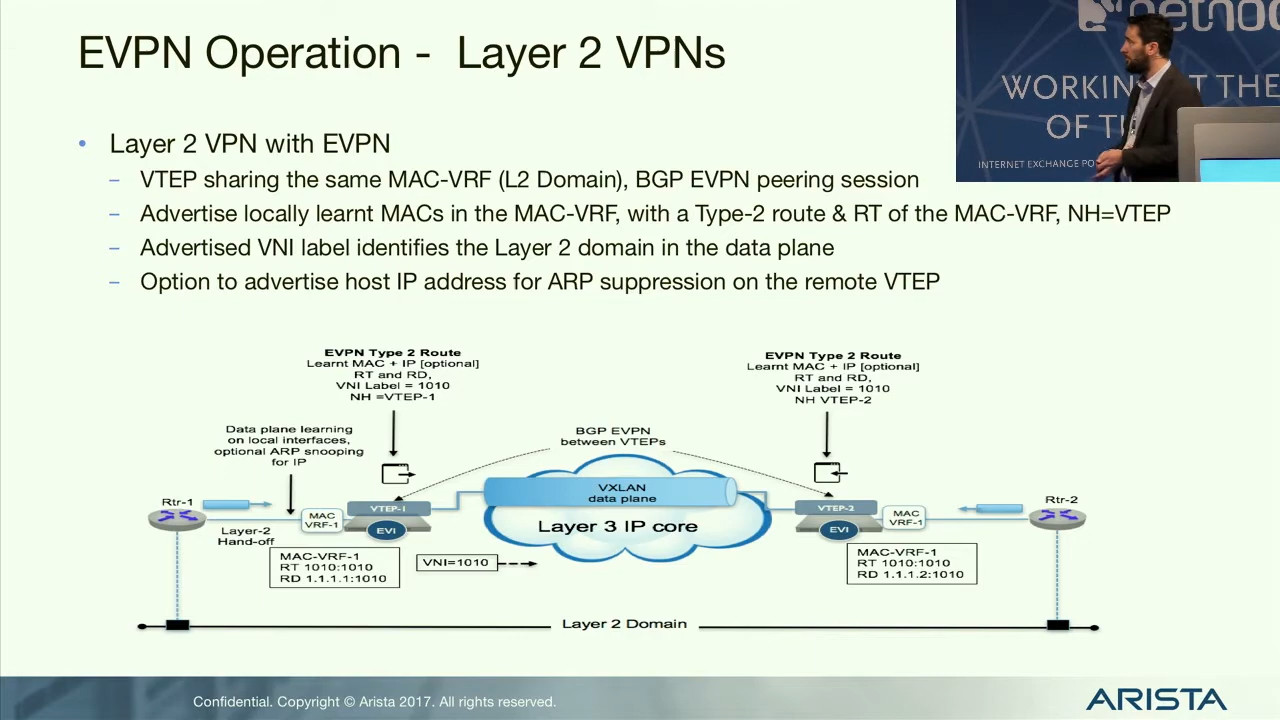 EVPN Operation - Layer 2 VPNs
• Layer 2 VPN with EVPN
– VTEP sharing the same MAC-VRF (L2 Domain), BGP EVPN peering session
– Advertise locally learnt MACs in the MAC-VRF, with a Type-2 route & RT of the MAC-VRF, NH=VTEP
– Advertised VNI label identifies the Layer 2 domain in the data plane
– Option to advertise host IP address for ARP suppression on the remote VTEP
WORKING THE
OF
INTERNET EXCHANGE
EVPN Type 2 Route
Learnt MAC + IP [optional]
RT and RD,
VNI Label = 1010
NH =VTEP-1
EVPN Type 2 Route
Learnt MAC + IP [optional]
RT and RD,
VNI Label = 1010
NH VTEP-2
Data plane learning
on local interfaces,
optional ARP snooping
for IP
BGP EVPN
between VTEPs
Rtr-1
Layer-2
Hand-off
MAC
VRF-1
VTEP-1
EVI
VXLAN
data plane
Layer 3 IP core
VTEP-2
EVI
MAC
VRF-1
Rtr-2
MAC-VRF-1
RT 1010:1010
RD 1.1.1.1:1010
VNI=1010
MAC-VRF-1
RT 1010:1010
RD 1.1.1.2:1010
Layer 2 Domain
Confidential. Copyright © Arista 2017. All rights reserved.
ARISTA